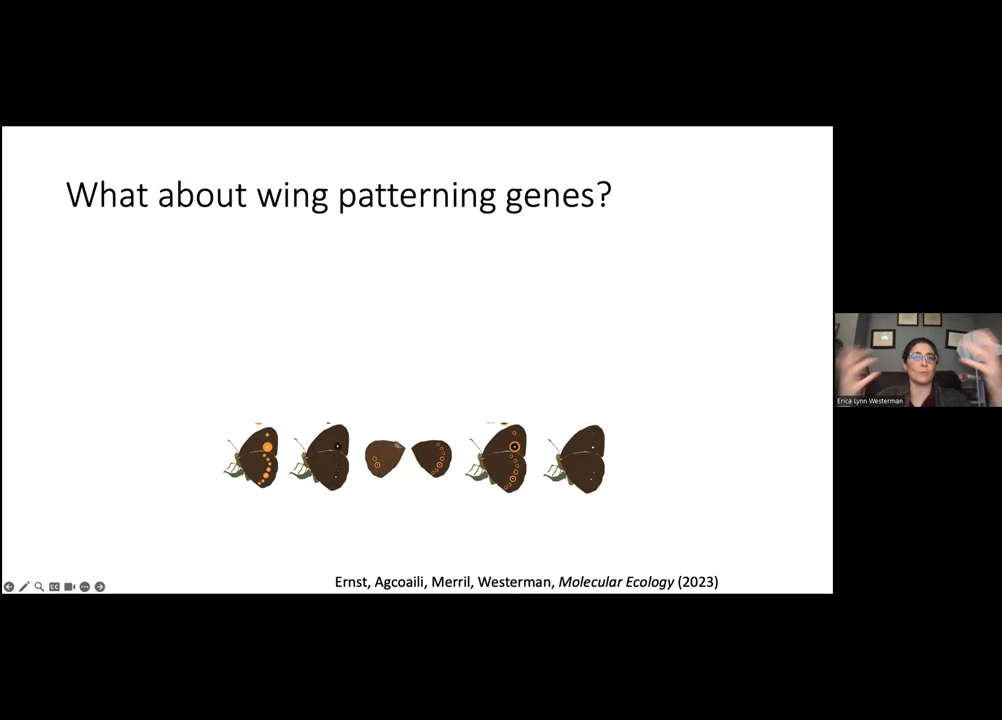 What about wing patterning genes?
Erica Lynn Westerman
Ernst, Agcoaili, Merril, Westerman, Molecular Ecology (2023)